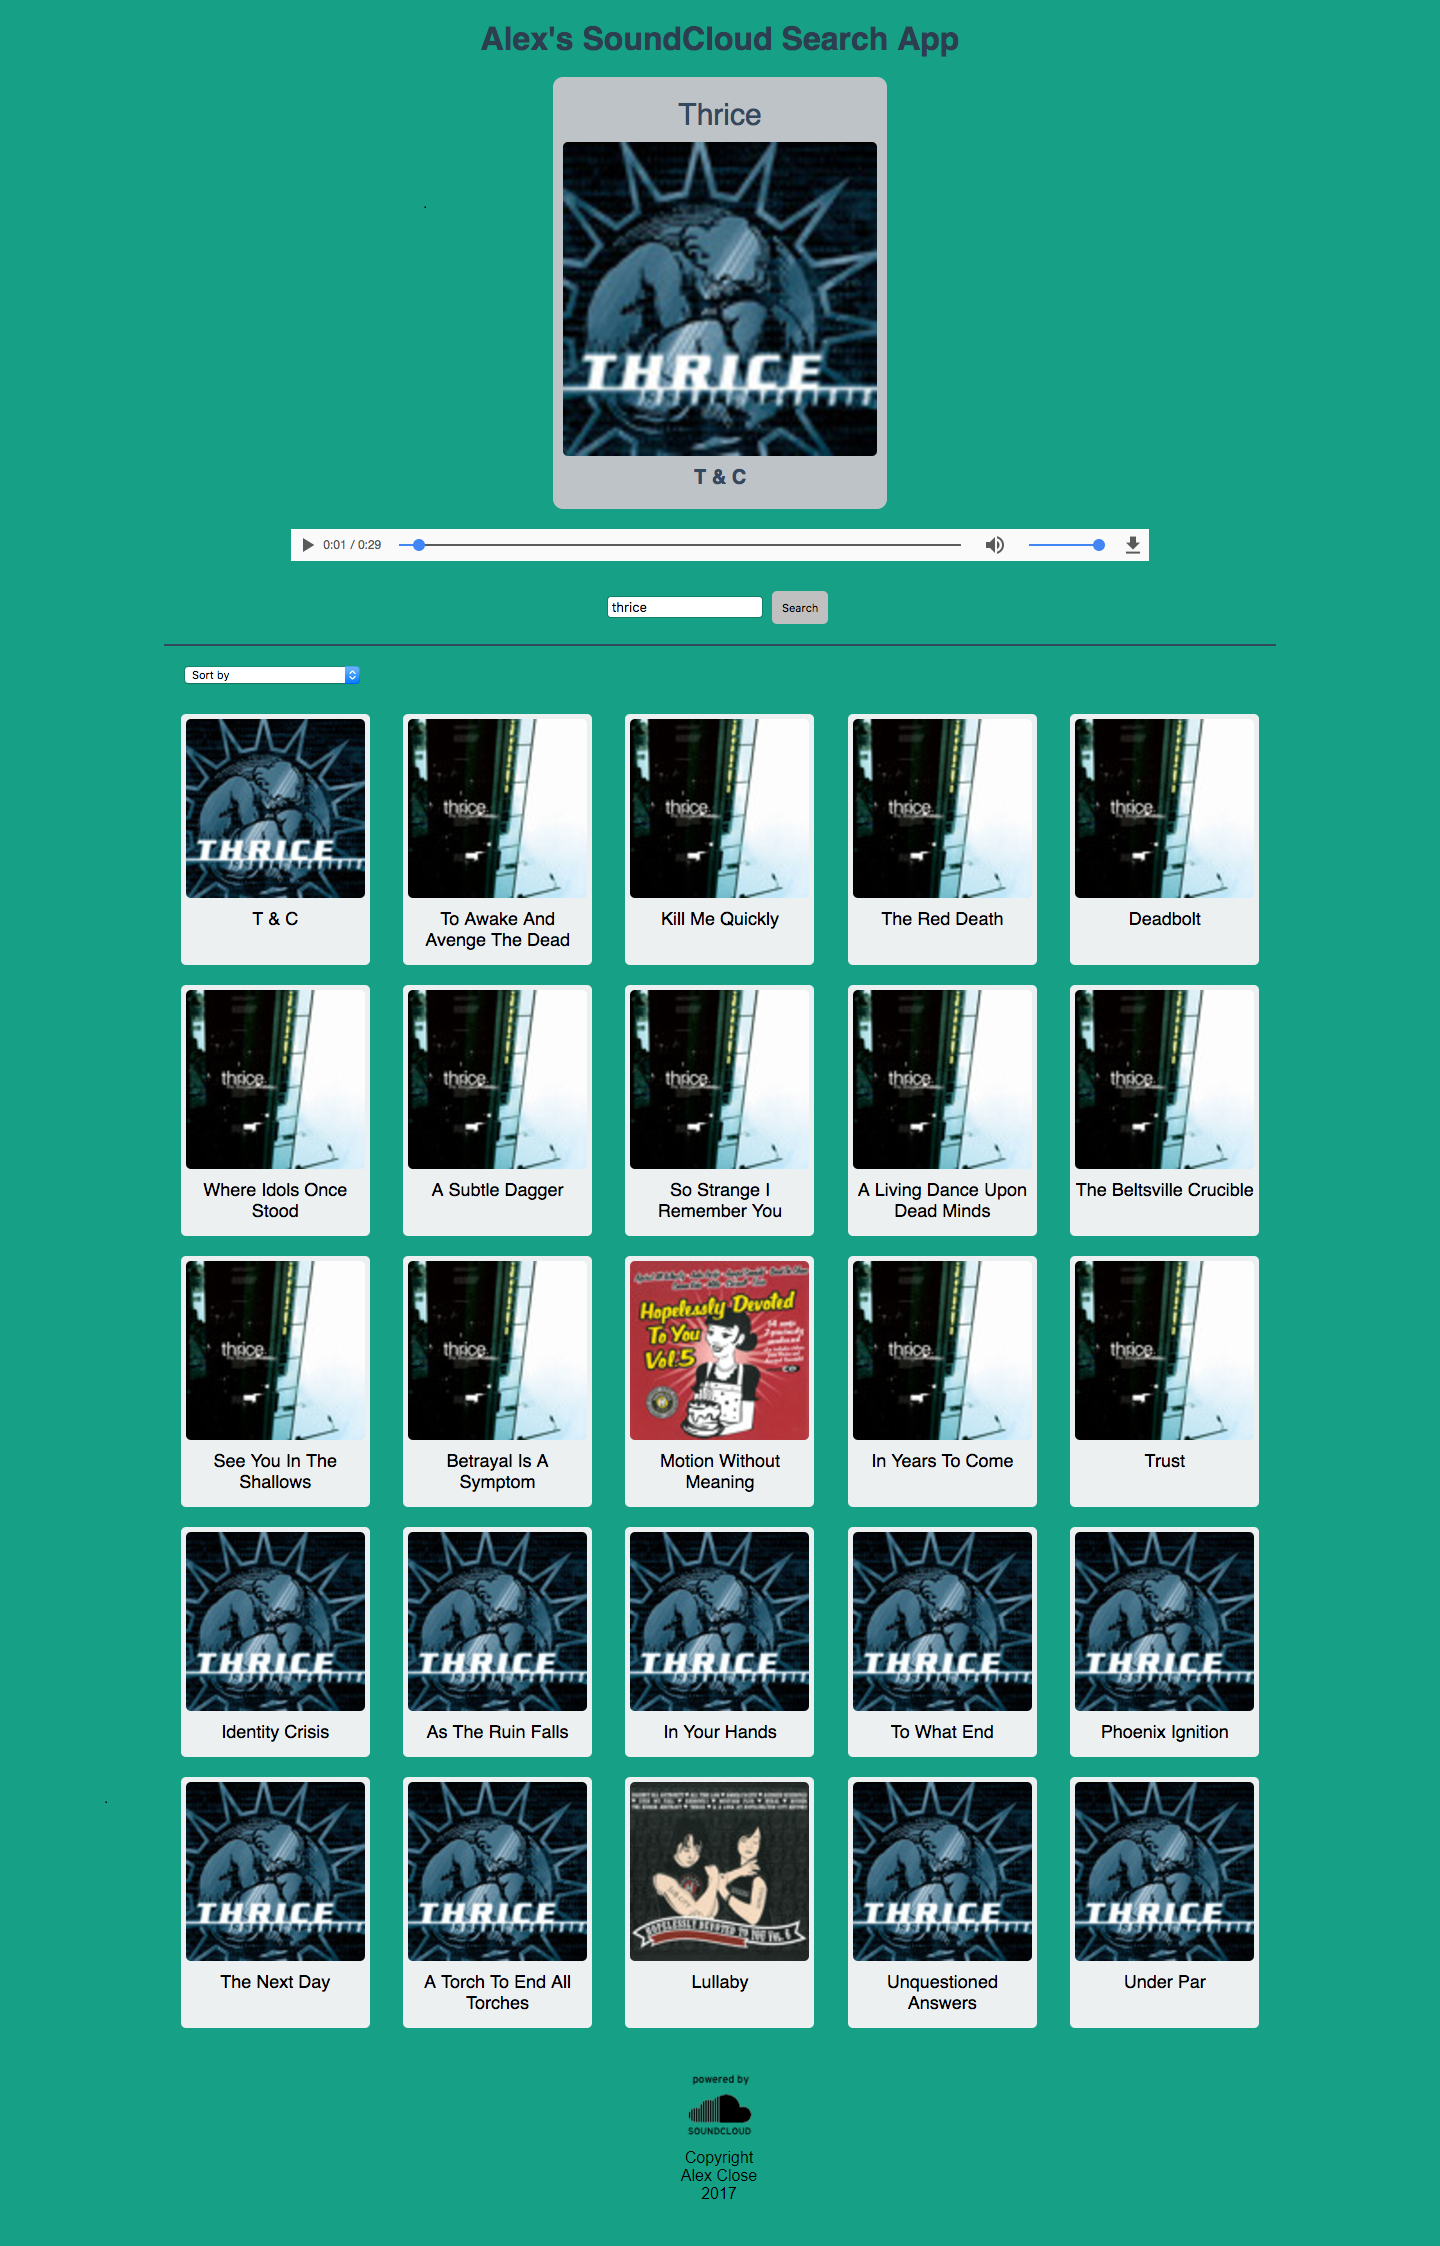 Alex's SoundCloud Search App
Thrice
THRICE
T & C
0:01 / 0:29
thrice
Search
Sort by
THRICE
thrice
thrice
thrice
thrice
T & C
To Awake And
Avenge The Dead
Kill Me Quickly
The Red Death
Deadbolt
thrice
thrice
thrice
thrice
thrice
Where Idols Once
Stood
A Subtle Dagger
So Strange I
Remember You
A Living Dance Upon
Dead Minds
The Beltsville Crucible
thrice
thrice
Hopelessly Devoted
To You
Vol.5
thrice
thrice
See You In The
Shallows
Betrayal Is A
Symptom
Motion Without
Meaning
In Years To Come
Trust
THRICE
THRICE
THRICE
THRICE
THRICE
Identity Crisis
As The Ruin Falls
In Your Hands
To What End
Phoenix Ignition
THRICE
THRICE
HOPELESSLY DEVOTED TO YOU VOL. 4
THRICE
THRICE
The Next Day
A Torch To End All
Torches
Lullaby
Unquestioned
Answers
Under Par
powered by
SOUNDCLOUD
Copyright
Alex Close
2017